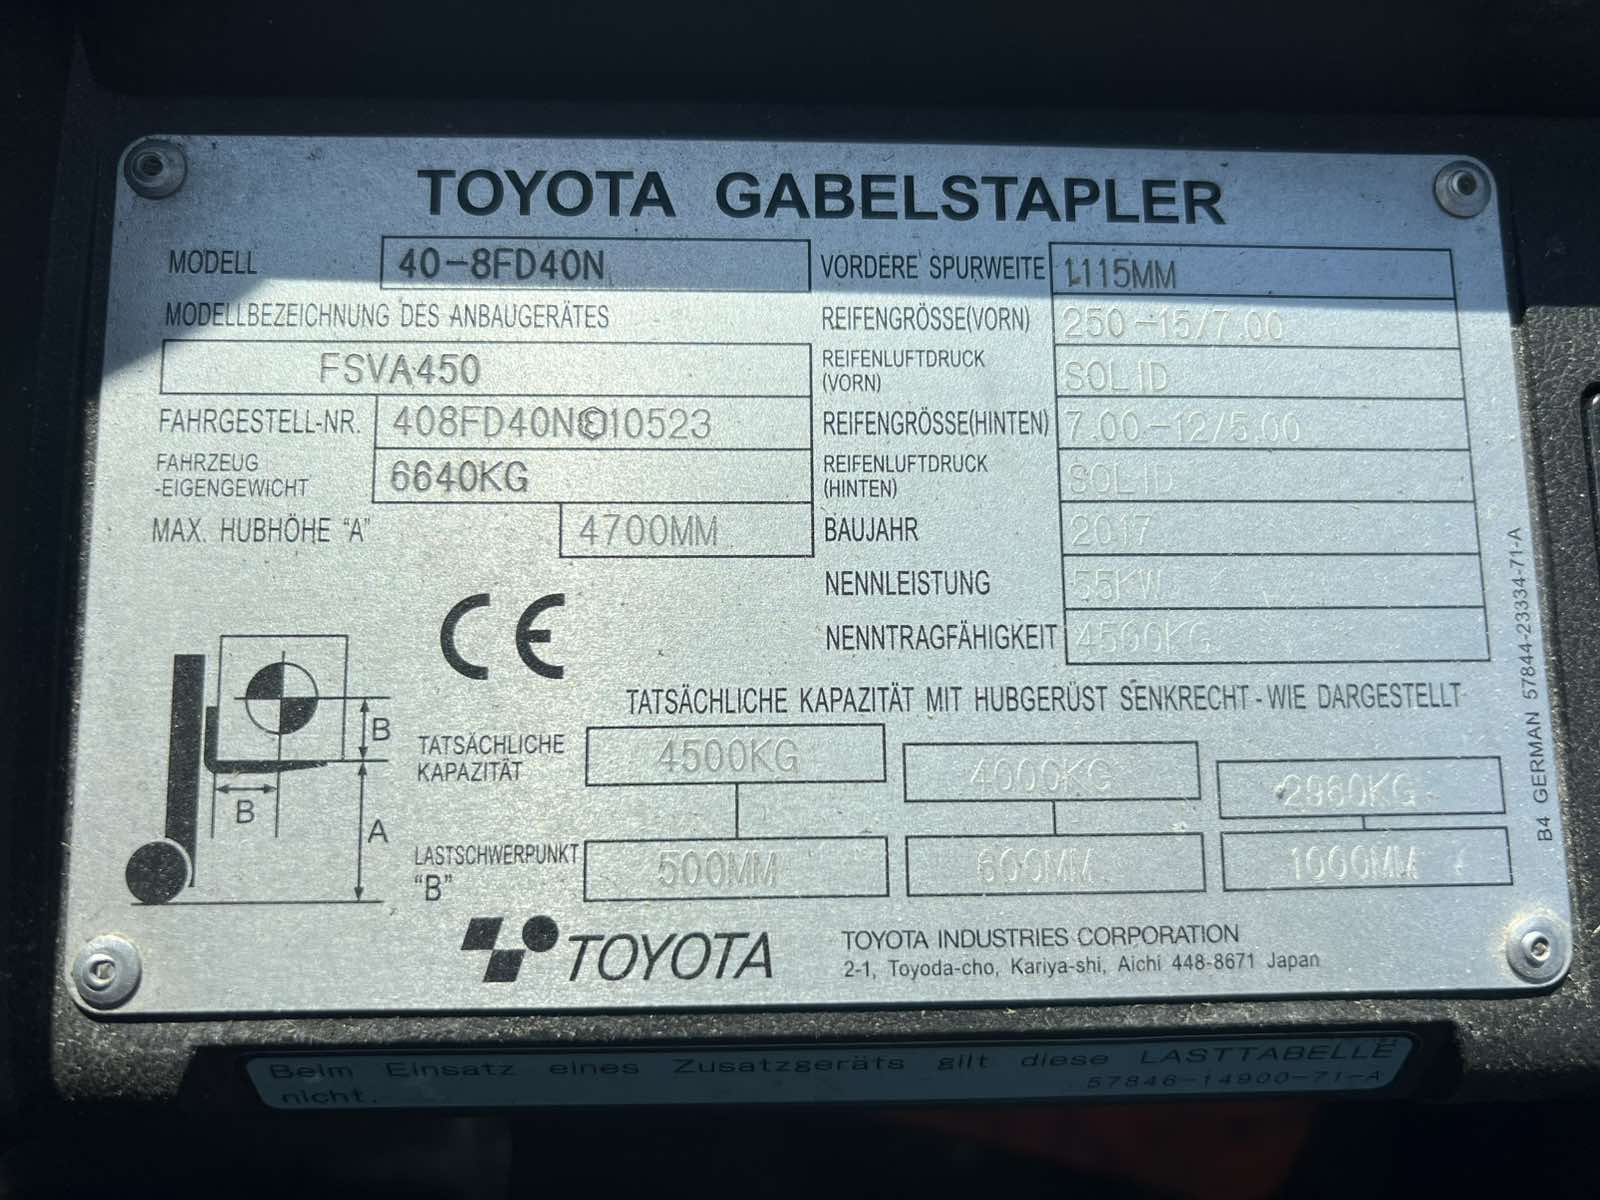 TOYOTA GABELSTAPLER
MODELL 40-8FD40N
MODELLBEZEICHNUNG DES ANBAUGERÄTES
FSVA450
FAHRGESTELL-NR. 408FD40N 10523
FAHRZEUG
-EIGENGEWICHT 6640KG
MAX. HUBHÖHE "A" 4700MM
VORDERE SPURWEITE 1115MM
REIFENGRÖSSE(VORN) 250-15/7.00
REIFENLUFTDRUCK
(VORN) SOLID
REIFENGRÖSSE(HINTEN) 7.00-12/5.00
REIFENLUFTDRUCK
(HINTEN) SOLID
BAUJAHR 2017
NENNLEISTUNG 55KW
NENNTRAGFÄHIGKEIT 4500KG
CE
B
B
A
TATSÄCHLICHE KAPAZITÄT MIT HUBGERÜST SENKRECHT - WIE DARGESTELLT
TATSÄCHLICHE
KAPAZITÄT 4500KG 4000KG 2980KG
LASTSCHWERPUNKT
"B" 500MM 600MM 1000MM
TOYOTA
TOYOTA INDUSTRIES CORPORATION
2-1, Toyoda-cho, Kariya-shi, Aichi 448-8671 Japan
B4 GERMAN 57844-23334-71-A
Beim Einsatz eines Zusatzgeräts gilt diese LASTTABELLE
nicht. 57846-14900-71-A